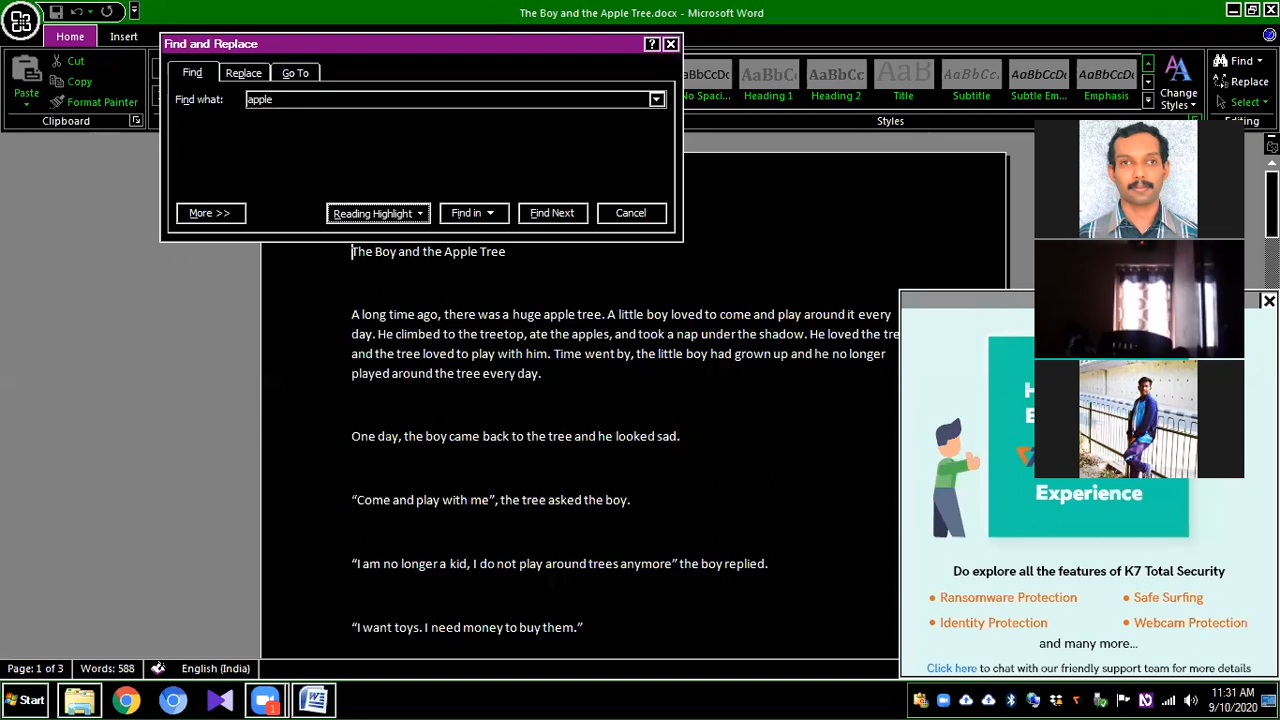 The Boy and the Apple Tree.docx - Microsoft Word
Home Insert
Find and Replace
Find Replace Go To
Find what: apple
More >> Reading Highlight Find in Find Next Cancel
Cut
Copy
Paste Format Painter
Clipboard
AaBbCcDc AaBbC AaBbCc AaB AaBbCc. AaBbCcDc AaBbCcDc
No Spaci... Heading 1 Heading 2 Title Subtitle Subtle Em... Emphasis
Change
Styles
Styles
Find
Replace
Select
Editing
The Boy and the Apple Tree
A long time ago, there was a huge apple tree. A little boy loved to come and play around it every
day. He climbed to the treetop, ate the apples, and took a nap under the shadow. He loved the tre
and the tree loved to play with him. Time went by, the little boy had grown up and he no longer
played around the tree every day.
One day, the boy came back to the tree and he looked sad.
“Come and play with me”, the tree asked the boy.
“I am no longer a kid, I do not play around trees anymore” the boy replied.
“I want toys. I need money to buy them.”
Experience
Do explore all the features of K7 Total Security
• Ransomware Protection • Safe Surfing
• Identity Protection • Webcam Protection
and many more...
Click here to chat with our friendly support team for more details
Page: 1 of 3 Words: 588 English (India)
Start
1
11:31 AM
9/10/2020